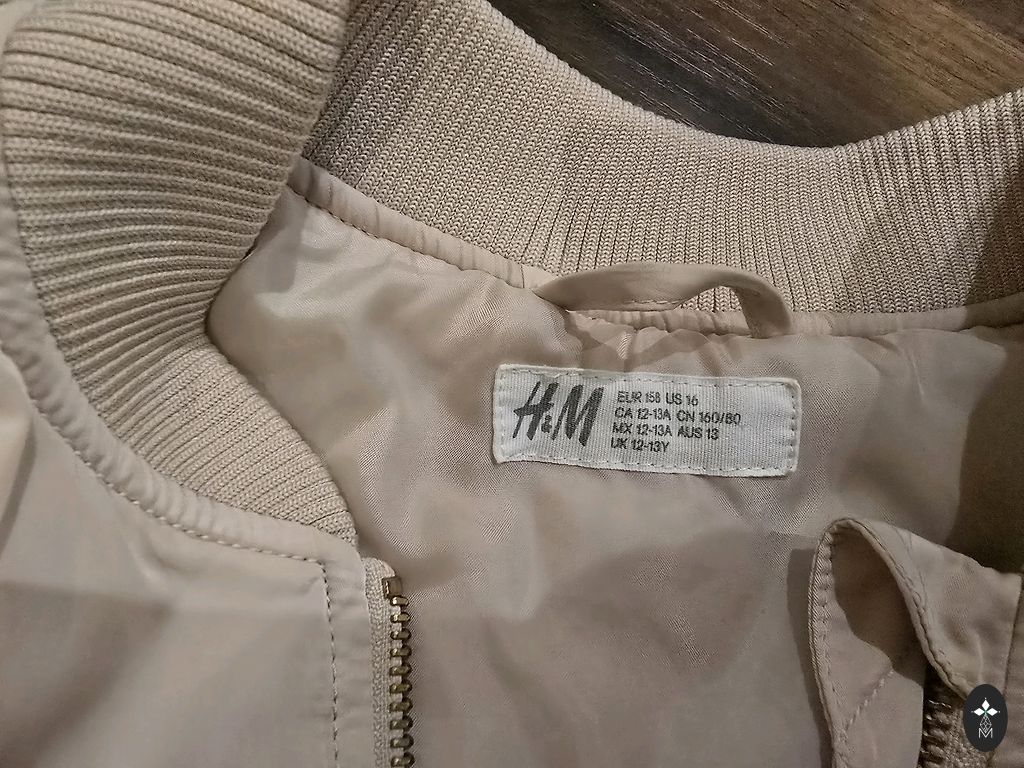 H&M
EUR 158 US 16
CA 12-13A CN 160/80
MX 12-13A AUS 13
UK 12-13Y
M